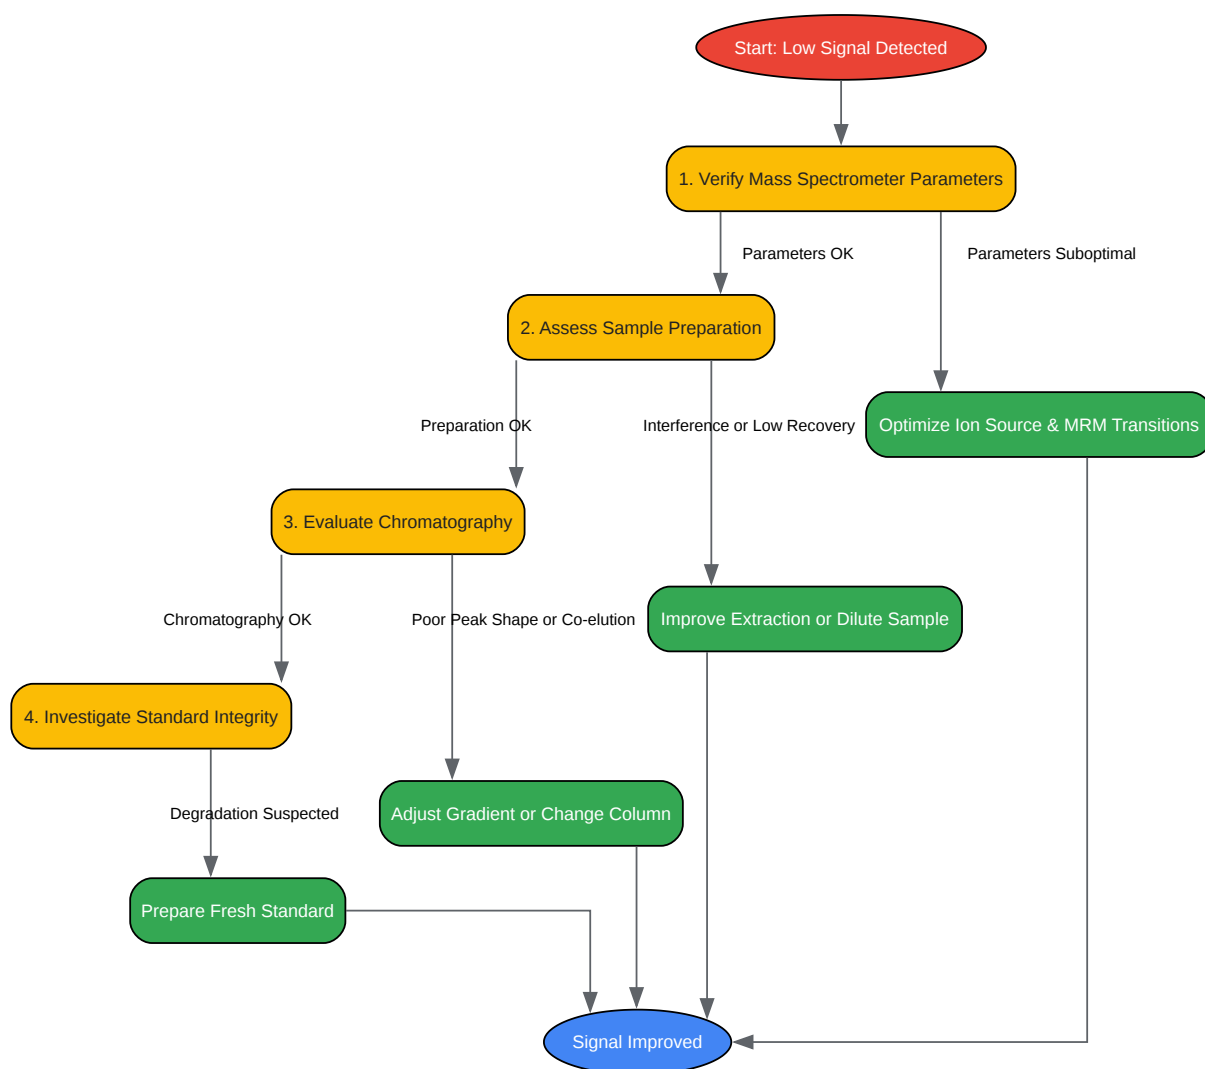 Start: Low Signal Detected
1. Verify Mass Spectrometer Parameters
Parameters OK
Parameters Suboptimal
2. Assess Sample Preparation
Preparation OK
Interference or Low Recovery
Optimize Ion Source & MRM Transitions
3. Evaluate Chromatography
Chromatography OK
Poor Peak Shape or Co-elution
Improve Extraction or Dilute Sample
4. Investigate Standard Integrity
Degradation Suspected
Adjust Gradient or Change Column
Prepare Fresh Standard
Signal Improved